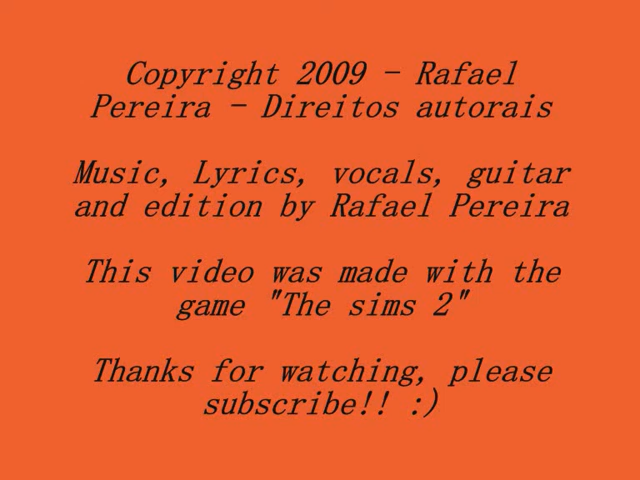 Copyright 2009 - Rafael
Pereira - Direitos autorais
Music, Lyrics, vocals, guitar
and edition by Rafael Pereira
This video was made with the
game "The sims 2"
Thanks for watching, please
subscribe!! :)